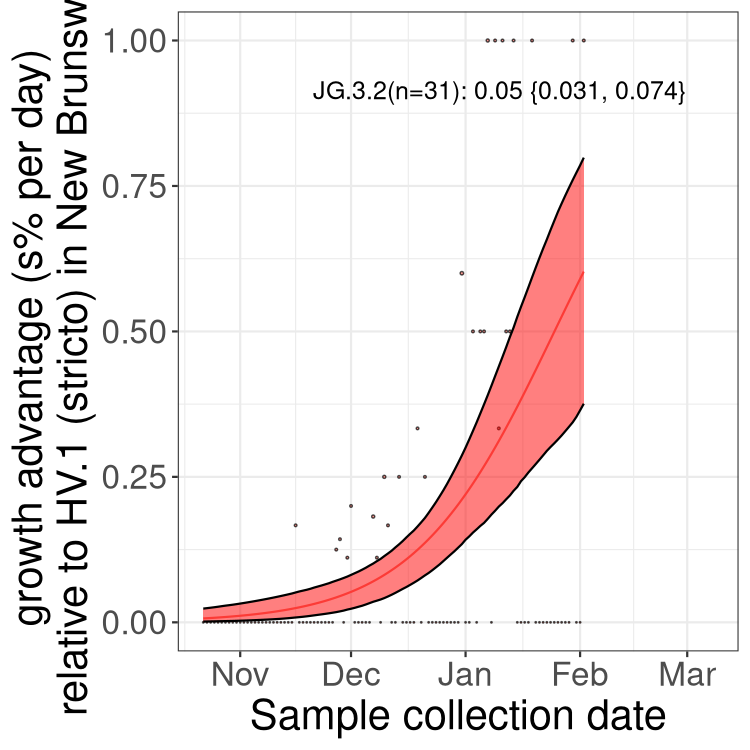 growth advantage (s% per day)
relative to HV.1 (stricto) in New Brunsw
1.00
0.75
0.50
0.25
0.00
JG.3.2(n=31): 0.05 {0.031, 0.074}
Nov Dec Jan Feb Mar
Sample collection date